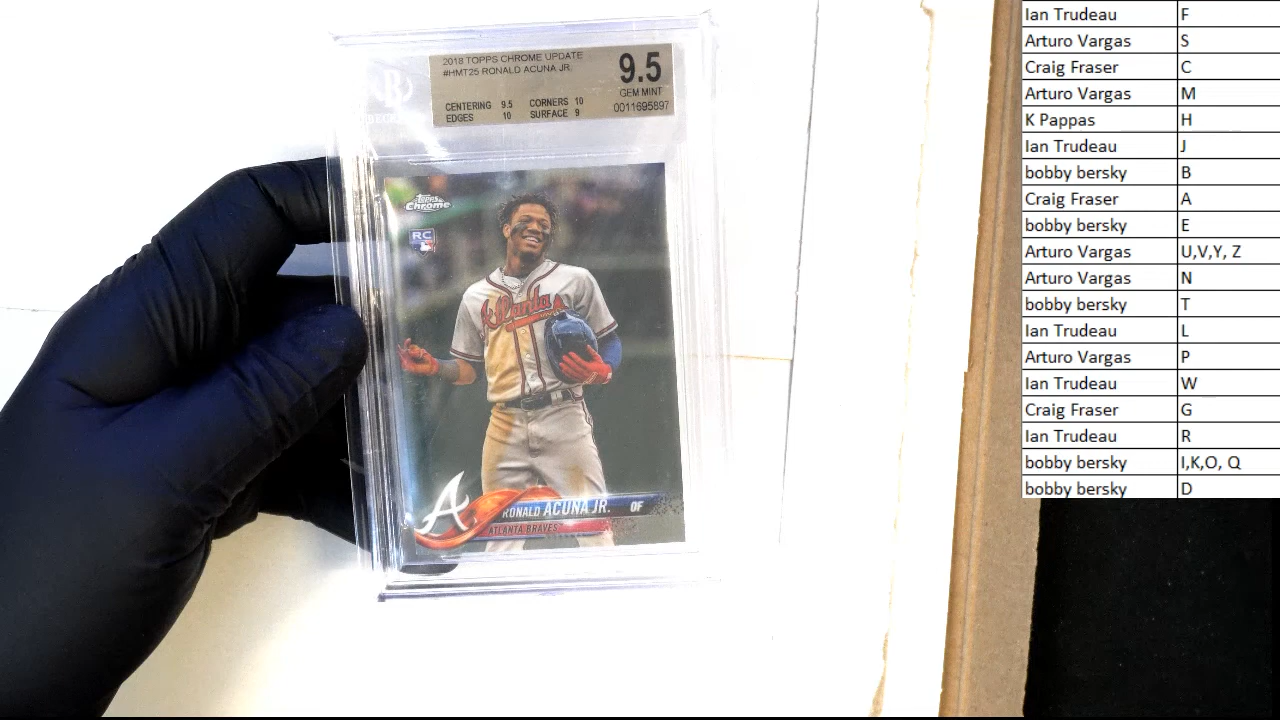 2018 TOPPS CHROME UPDATE
#HMT25 RONALD ACUNA JR.
9.5
GEM MINT
CENTERING 9.5 CORNERS 10
EDGES 10 SURFACE 9
0011695897
TOPPS
Chrome
RC
Atlanta
A
RONALD ACUNA JR. OF
ATLANTA BRAVES
Ian Trudeau F
Arturo Vargas S
Craig Fraser C
Arturo Vargas M
K Pappas H
Ian Trudeau J
bobby bersky B
Craig Fraser A
bobby bersky E
Arturo Vargas U,V,Y, Z
Arturo Vargas N
bobby bersky T
Ian Trudeau L
Arturo Vargas P
Ian Trudeau W
Craig Fraser G
Ian Trudeau R
bobby bersky I,K,O, Q
bobby bersky D